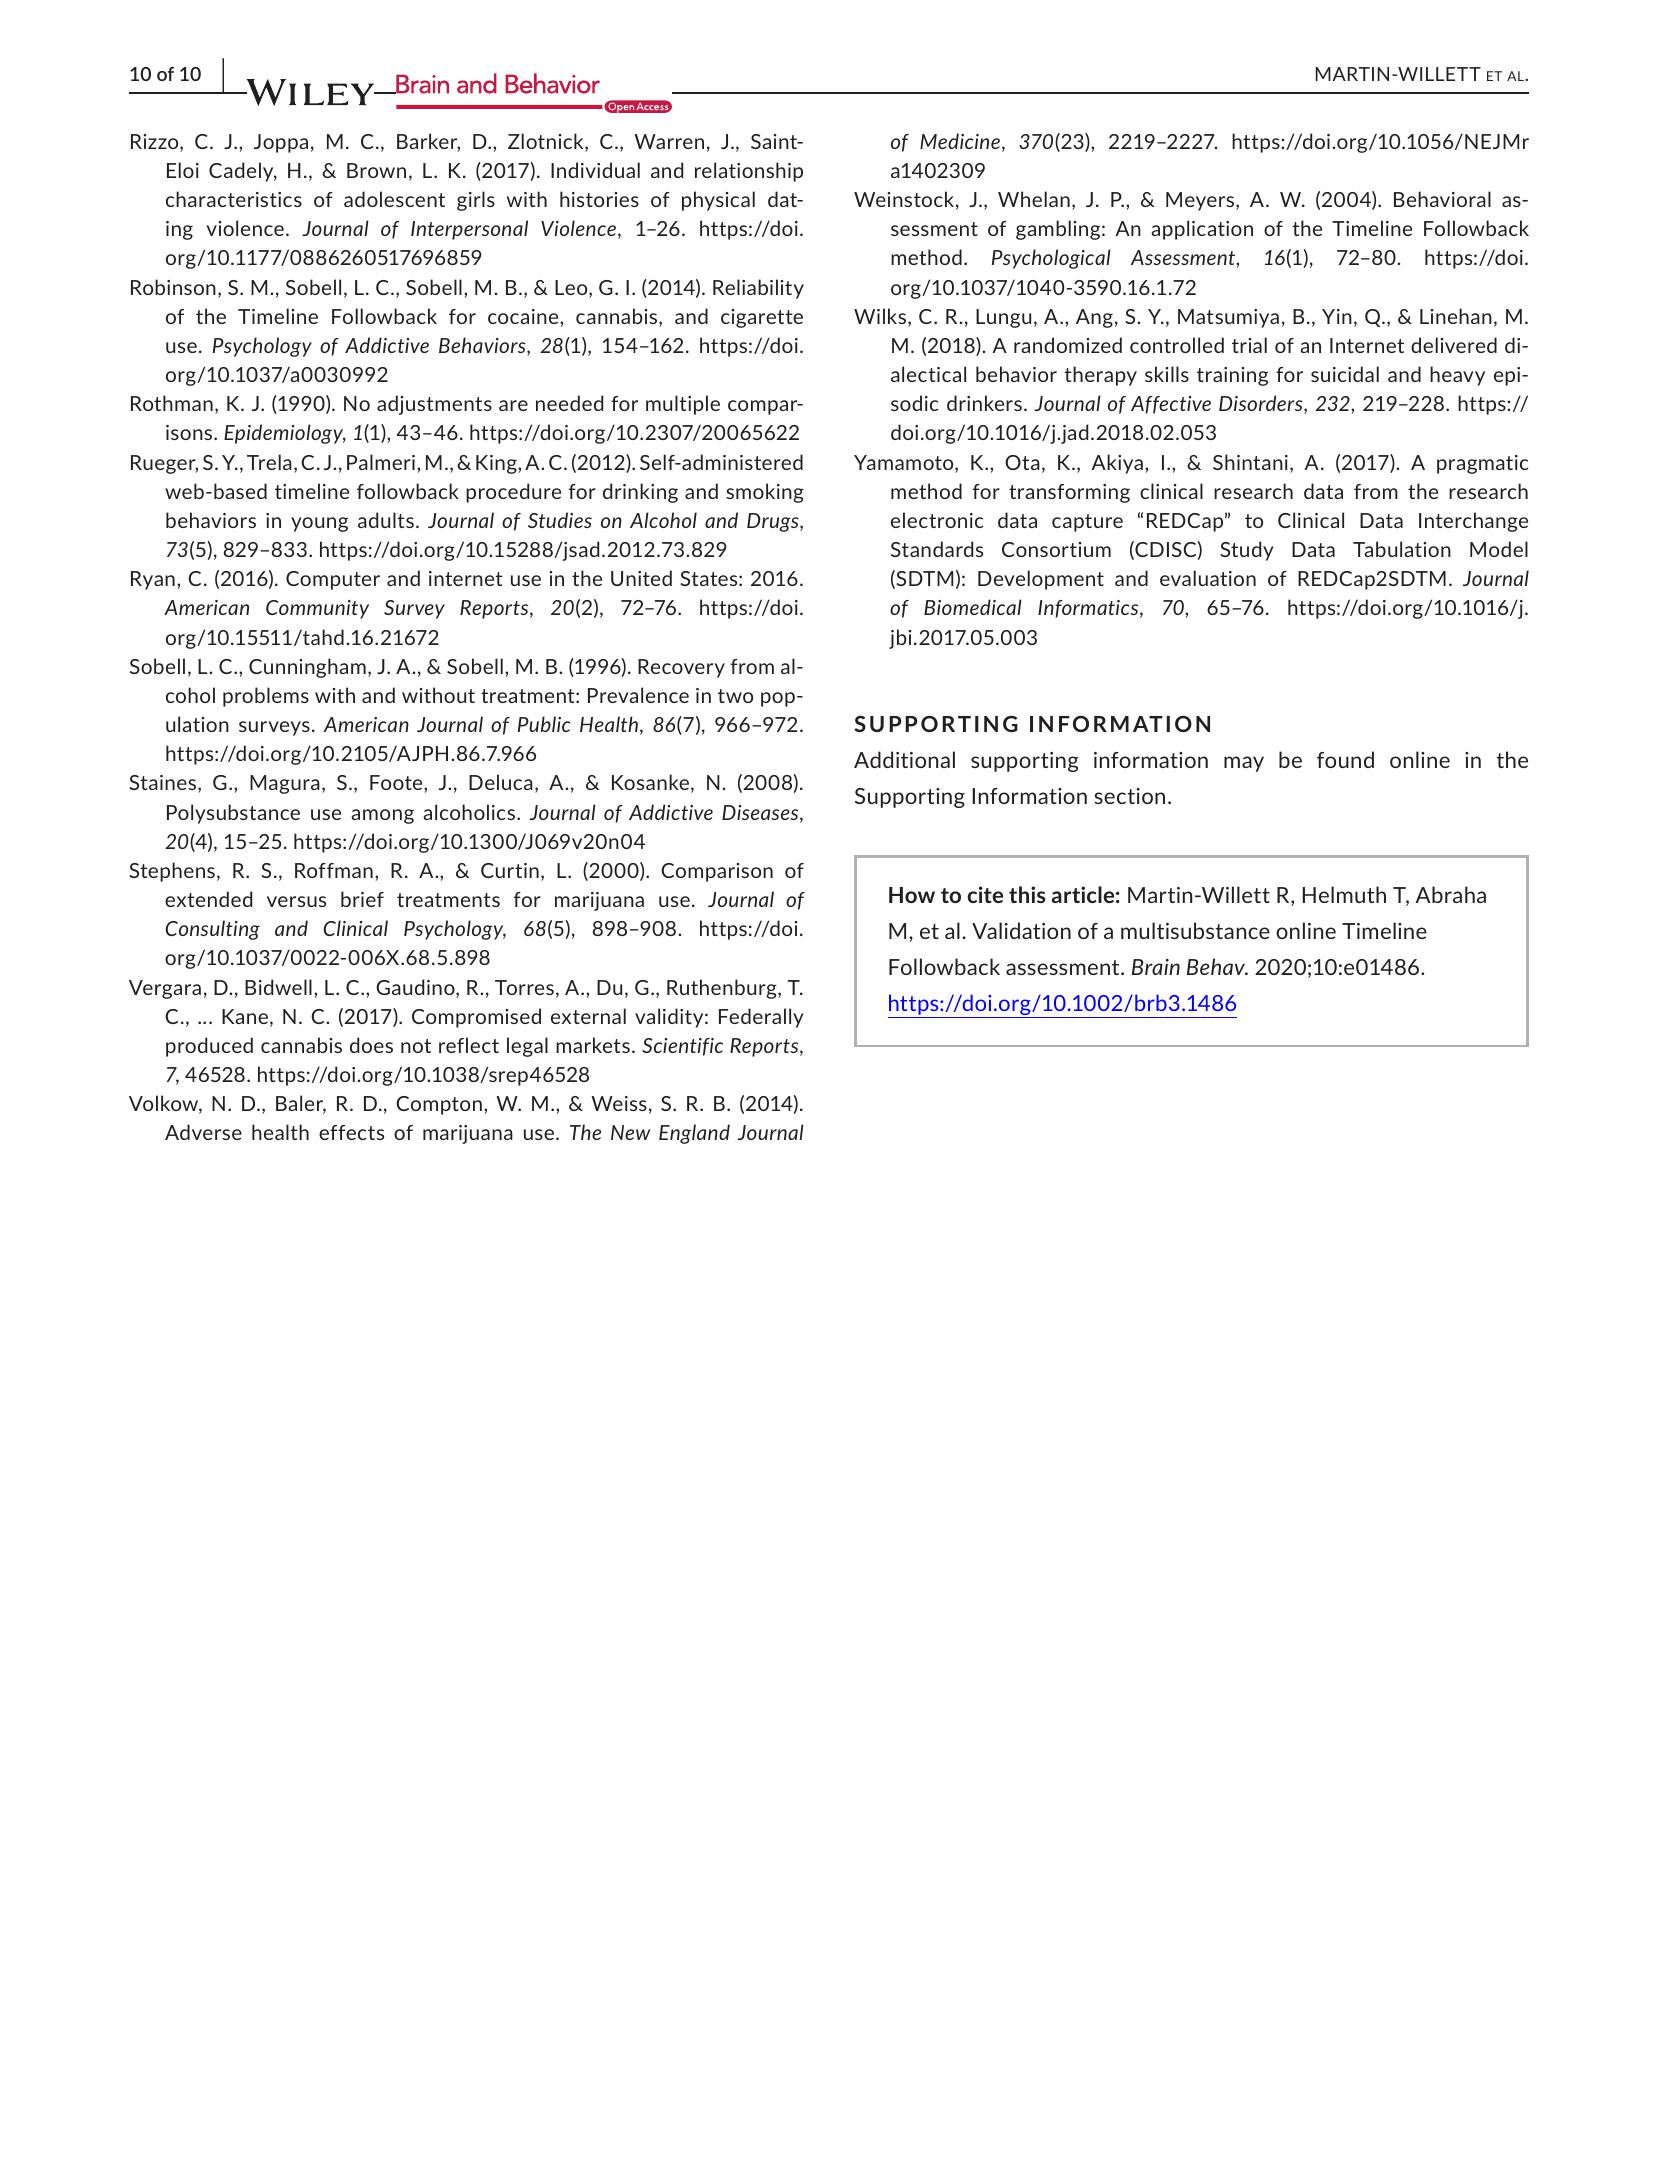 10 of 10
WILEY
Brain and Behavior
Open Access
MARTIN-WILLETT ET AL.
Rizzo, C. J., Joppa, M. C., Barker, D., Zlotnick, C., Warren, J., Saint-
Eloi Cadely, H., & Brown, L. K. (2017). Individual and relationship
characteristics of adolescent girls with histories of physical dat-
ing violence. Journal of Interpersonal Violence, 1–26. https://doi.
org/10.1177/0886260517696859
Robinson, S. M., Sobell, L. C., Sobell, M. B., & Leo, G. I. (2014). Reliability
of the Timeline Followback for cocaine, cannabis, and cigarette
use. Psychology of Addictive Behaviors, 28(1), 154–162. https://doi.
org/10.1037/a0030992
Rothman, K. J. (1990). No adjustments are needed for multiple compar-
isons. Epidemiology, 1(1), 43–46. https://doi.org/10.2307/20065622
Rueger, S. Y., Trela, C. J., Palmeri, M., & King, A. C. (2012). Self-administered
web-based timeline followback procedure for drinking and smoking
behaviors in young adults. Journal of Studies on Alcohol and Drugs,
73(5), 829–833. https://doi.org/10.15288/jsad.2012.73.829
Ryan, C. (2016). Computer and internet use in the United States: 2016.
American Community Survey Reports, 20(2), 72–76. https://doi.
org/10.15511/tahd.16.21672
Sobell, L. C., Cunningham, J. A., & Sobell, M. B. (1996). Recovery from al-
cohol problems with and without treatment: Prevalence in two pop-
ulation surveys. American Journal of Public Health, 86(7), 966–972.
https://doi.org/10.2105/AJPH.86.7.966
Staines, G., Magura, S., Foote, J., Deluca, A., & Kosanke, N. (2008).
Polysubstance use among alcoholics. Journal of Addictive Diseases,
20(4), 15–25. https://doi.org/10.1300/J069v20n04
Stephens, R. S., Roffman, R. A., & Curtin, L. (2000). Comparison of
extended versus brief treatments for marijuana use. Journal of
Consulting and Clinical Psychology, 68(5), 898–908. https://doi.
org/10.1037/0022-006X.68.5.898
Vergara, D., Bidwell, L. C., Gaudino, R., Torres, A., Du, G., Ruthenburg, T.
C., ... Kane, N. C. (2017). Compromised external validity: Federally
produced cannabis does not reflect legal markets. Scientific Reports,
7, 46528. https://doi.org/10.1038/srep46528
Volkow, N. D., Baler, R. D., Compton, W. M., & Weiss, S. R. B. (2014).
Adverse health effects of marijuana use. The New England Journal
of Medicine, 370(23), 2219–2227. https://doi.org/10.1056/NEJMr
a1402309
Weinstock, J., Whelan, J. P., & Meyers, A. W. (2004). Behavioral as-
sessment of gambling: An application of the Timeline Followback
method. Psychological Assessment, 16(1), 72–80. https://doi.
org/10.1037/1040-3590.16.1.72
Wilks, C. R., Lungu, A., Ang, S. Y., Matsumiya, B., Yin, Q., & Linehan, M.
M. (2018). A randomized controlled trial of an Internet delivered di-
alectical behavior therapy skills training for suicidal and heavy epi-
sodic drinkers. Journal of Affective Disorders, 232, 219–228. https://
doi.org/10.1016/j.jad.2018.02.053
Yamamoto, K., Ota, K., Akiya, I., & Shintani, A. (2017). A pragmatic
method for transforming clinical research data from the research
electronic data capture “REDCap” to Clinical Data Interchange
Standards Consortium (CDISC) Study Data Tabulation Model
(SDTM): Development and evaluation of REDCap2SDTM. Journal
of Biomedical Informatics, 70, 65–76. https://doi.org/10.1016/j.
jbi.2017.05.003
SUPPORTING INFORMATION
Additional supporting information may be found online in the
Supporting Information section.
How to cite this article: Martin-Willett R, Helmuth T, Abraha
M, et al. Validation of a multisubstance online Timeline
Followback assessment. Brain Behav. 2020;10:e01486.
https://doi.org/10.1002/brb3.1486